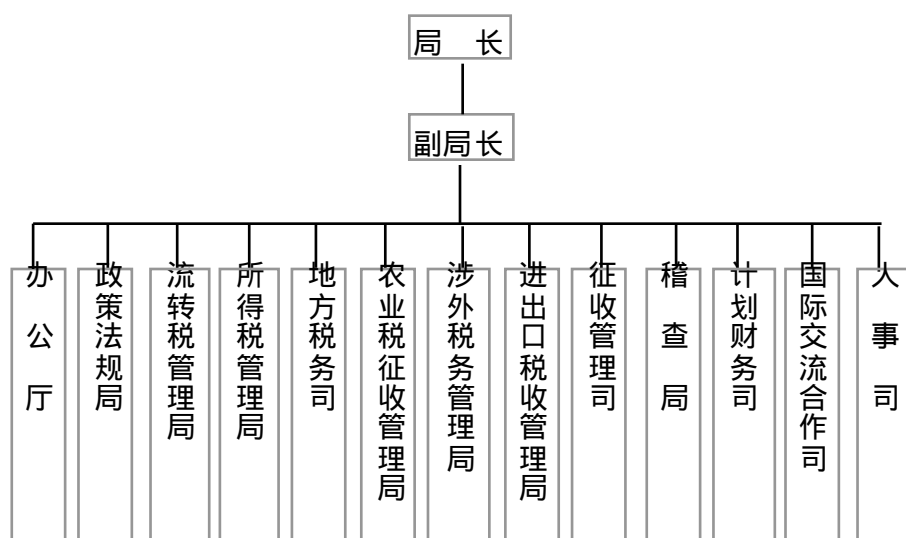 局 长
副局长
办公厅
政策法规局
流转税管理局
所得税管理局
地方税务司
农业税征收管理局
涉外税务管理局
进出口税收管理局
征收管理司
稽查局
计划财务司
国际交流合作司
人事司